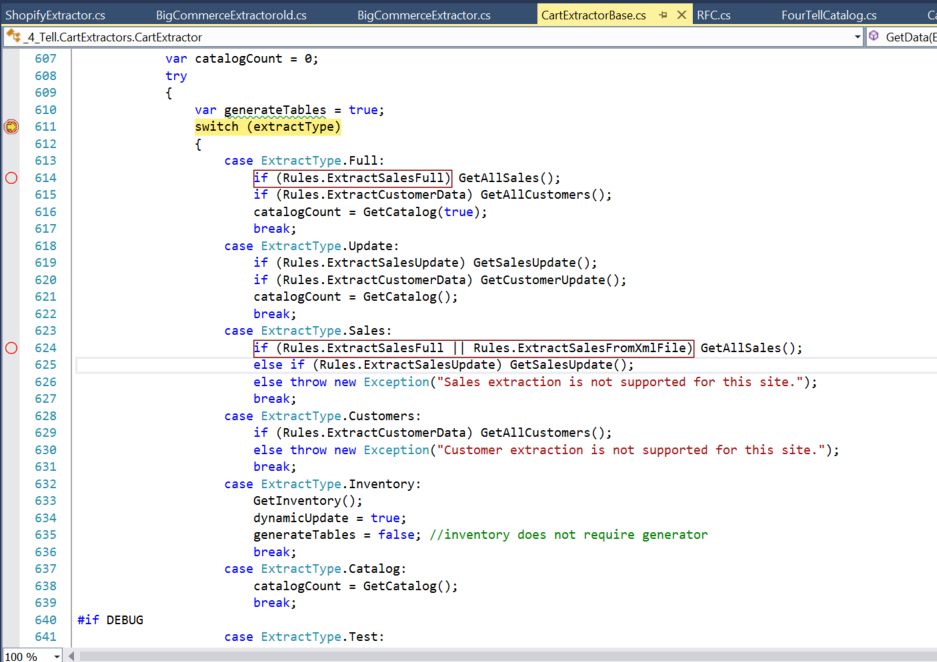 ShopifyExtractor.cs BigCommerceExtractorold.cs BigCommerceExtractor.cs CartExtractorBase.cs RFC.cs FourTellCatalog.cs Ca
_4_Tell.CartExtractors.CartExtractor GetData(E
607 var catalogCount = 0;
608 try
609 {
610 var generateTables = true;
611 switch (extractType)
612 {
613 case ExtractType.Full:
614 if (Rules.ExtractSalesFull) GetAllSales();
615 if (Rules.ExtractCustomerData) GetAllCustomers();
616 catalogCount = GetCatalog(true);
617 break;
618 case ExtractType.Update:
619 if (Rules.ExtractSalesUpdate) GetSalesUpdate();
620 if (Rules.ExtractCustomerData) GetCustomerUpdate();
621 catalogCount = GetCatalog();
622 break;
623 case ExtractType.Sales:
624 if (Rules.ExtractSalesFull || Rules.ExtractSalesFromXmlFile) GetAllSales();
625 else if (Rules.ExtractSalesUpdate) GetSalesUpdate();
626 else throw new Exception("Sales extraction is not supported for this site.");
627 break;
628 case ExtractType.Customers:
629 if (Rules.ExtractCustomerData) GetAllCustomers();
630 else throw new Exception("Customer extraction is not supported for this site.");
631 break;
632 case ExtractType.Inventory:
633 GetInventory();
634 dynamicUpdate = true;
635 generateTables = false; //inventory does not require generator
636 break;
637 case ExtractType.Catalog:
638 catalogCount = GetCatalog();
639 break;
640 #if DEBUG
641 case ExtractType.Test:
100 %